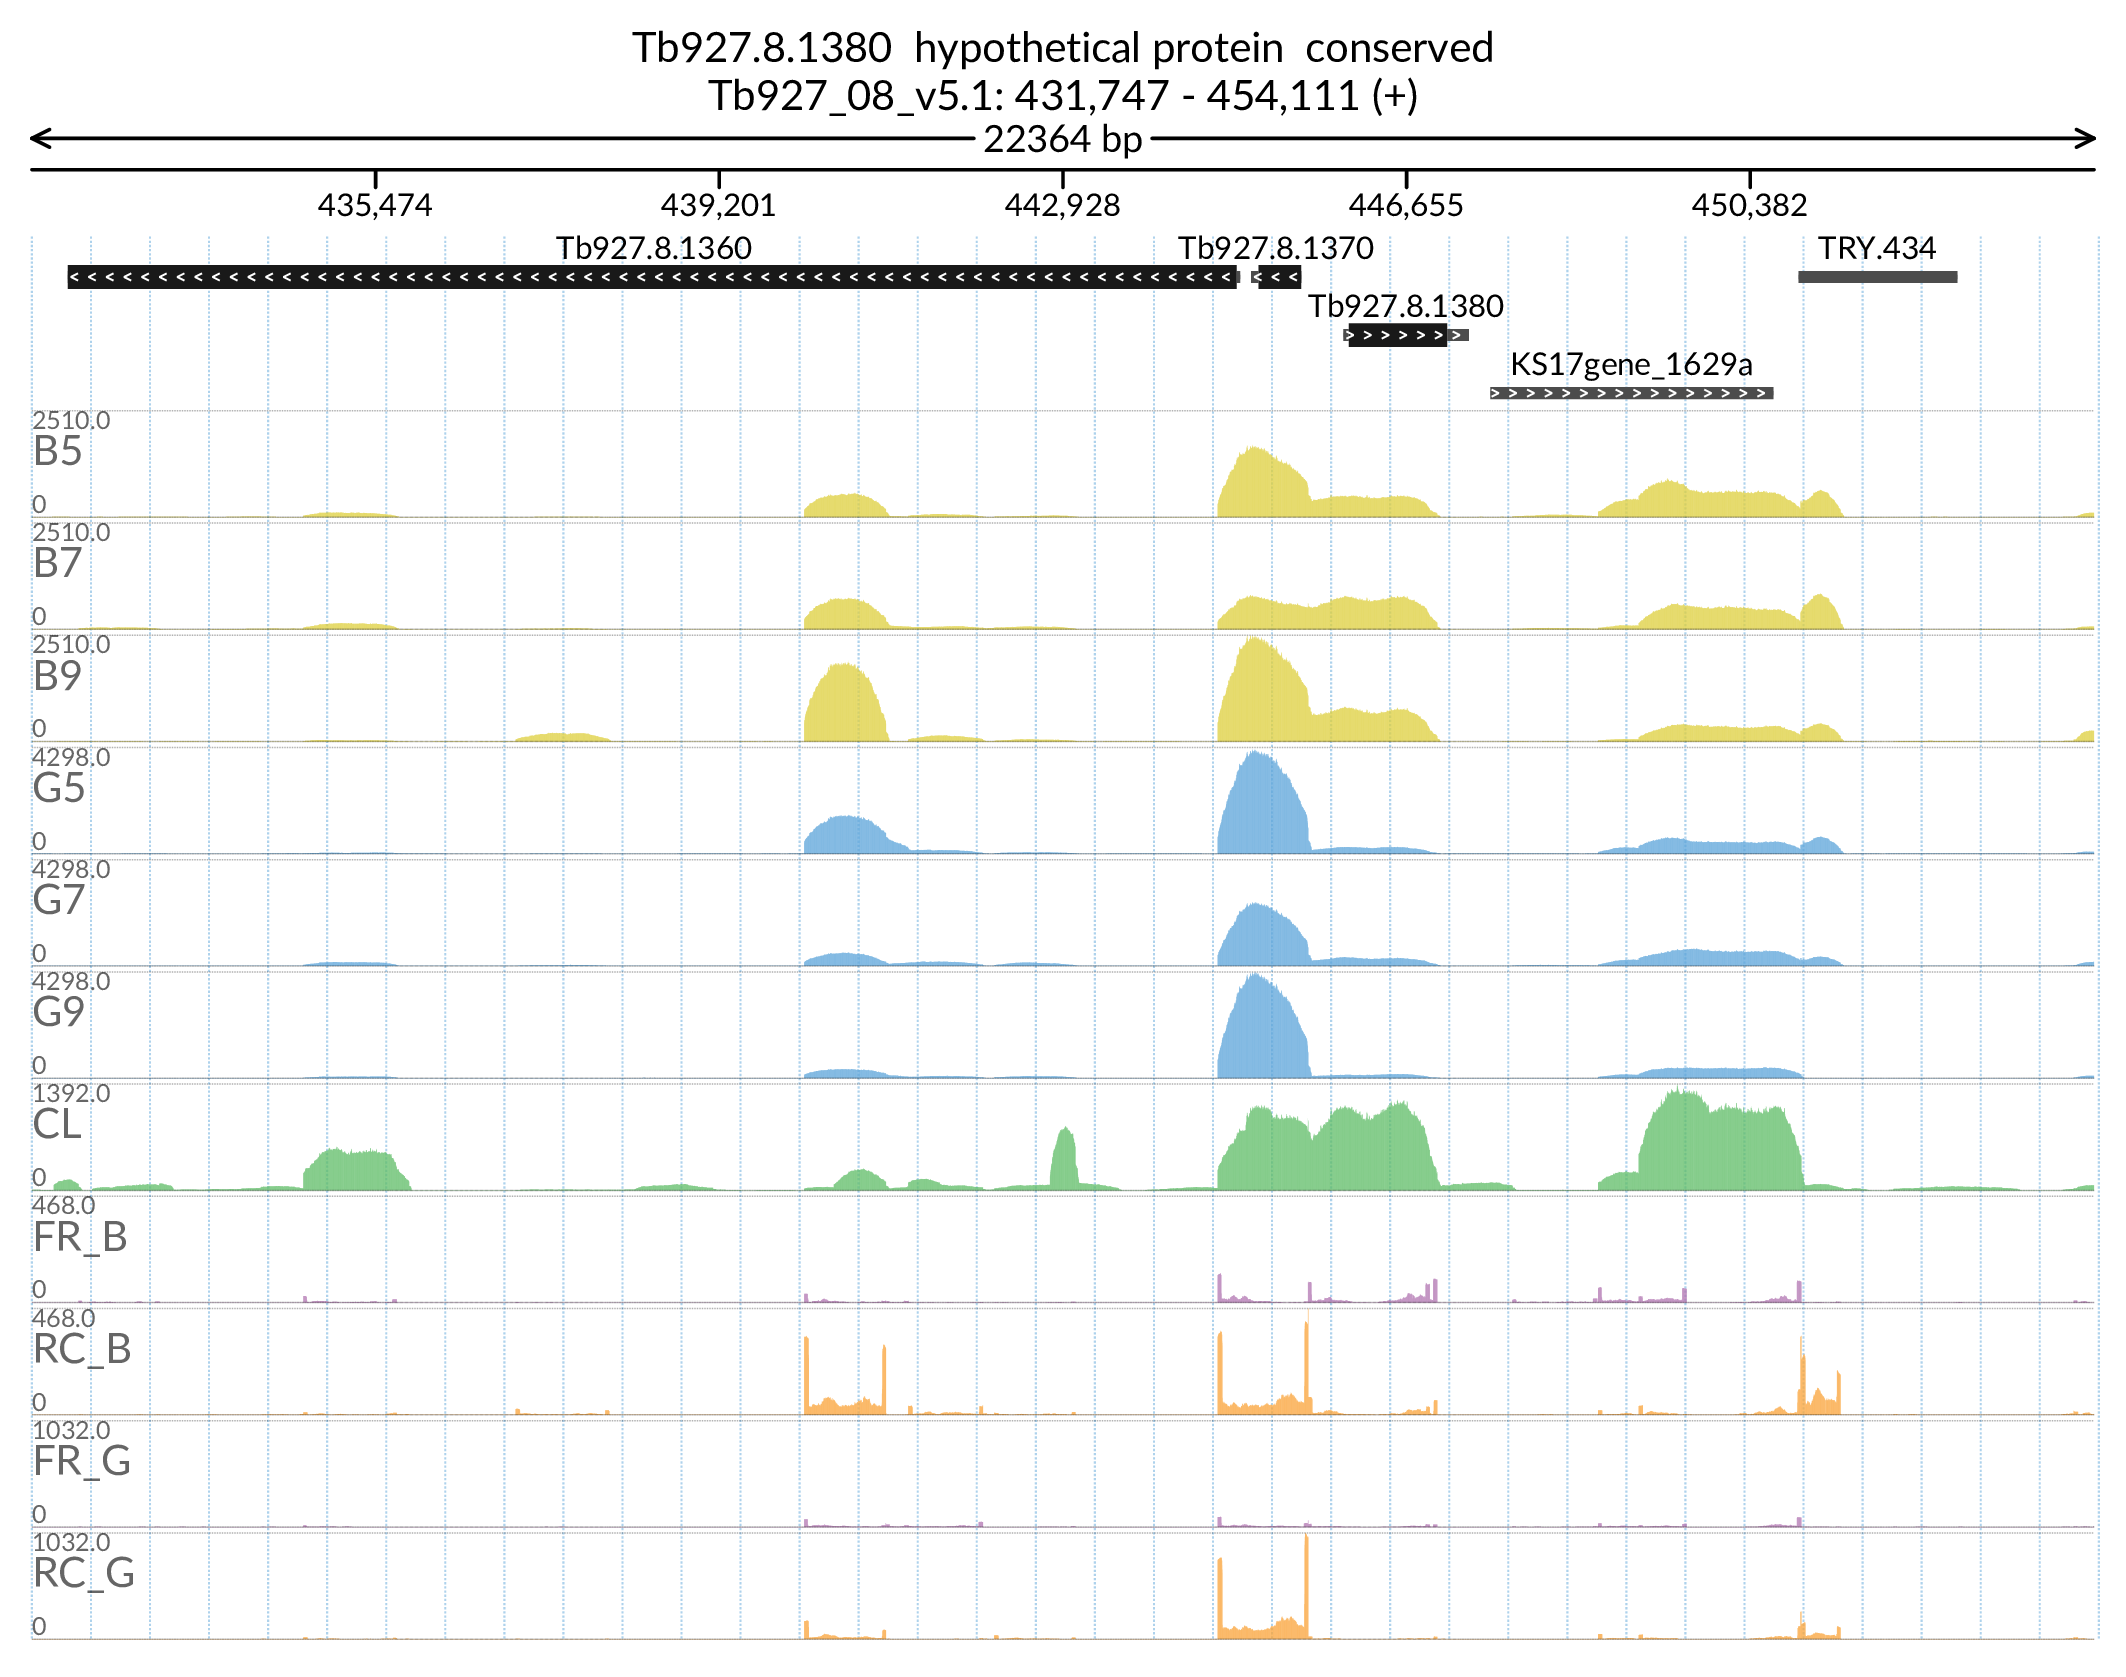 Tb927.8.1380  hypothetical protein  conserved
Tb927_08_v5.1: 431,747 - 454,111 (+)
22364 bp
435,474 439,201 442,928 446,655 450,382
Tb927.8.1360 Tb927.8.1370 TRY.434
Tb927.8.1380
KS17gene_1629a
2510.0
B5
0
2510.0
B7
0
2510.0
B9
0
4298.0
G5
0
4298.0
G7
0
4298.0
G9
0
1392.0
CL
0
468.0
FR_B
0
468.0
RC_B
0
1032.0
FR_G
0
1032.0
RC_G
0